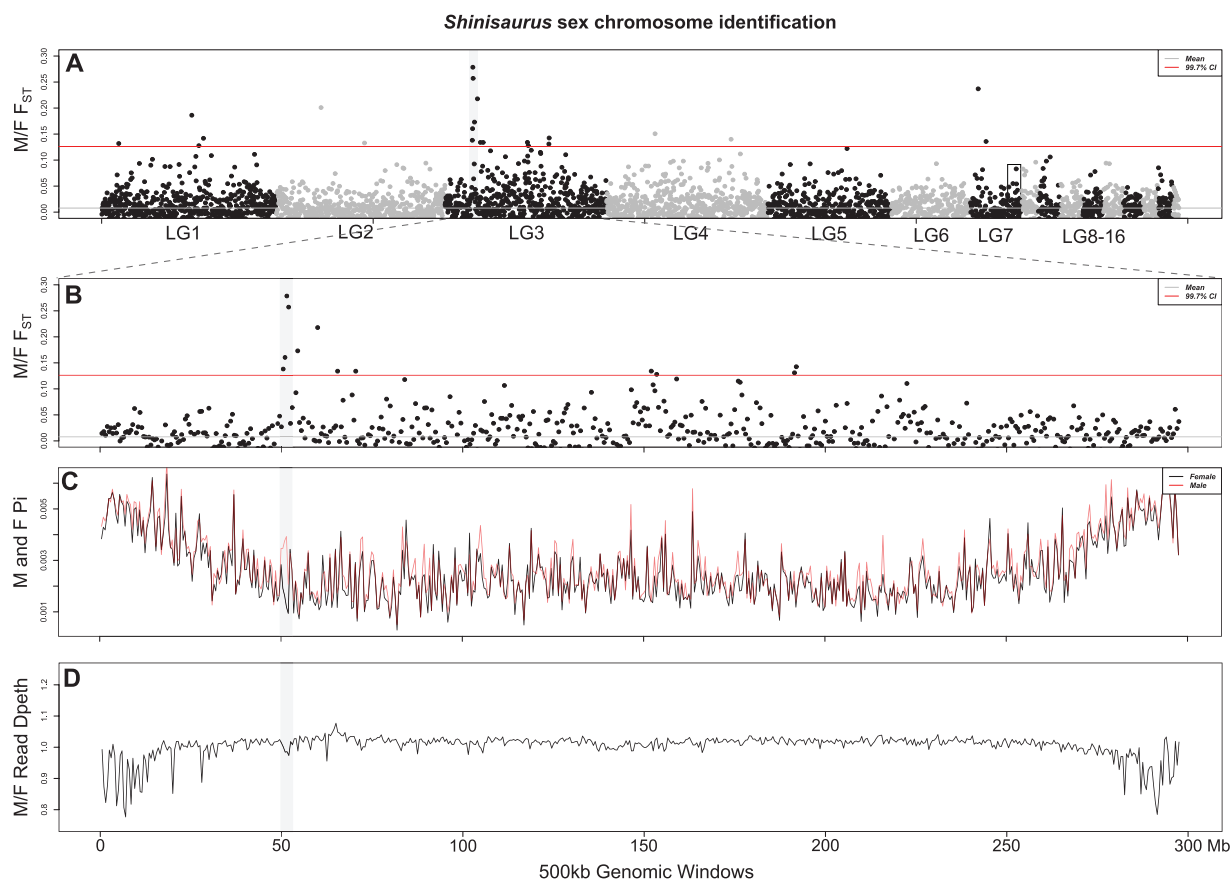 Shinisaurus sex chromosome identification
A
M/F FST
0.00 0.05 0.10 0.15 0.20 0.25 0.30
Mean
99.7% CI
LG1 LG2 LG3 LG4 LG5 LG6 LG7 LG8-16
B
M/F FST
0.00 0.05 0.10 0.15 0.20 0.25 0.30
Mean
99.7% CI
C
M and F Pi
0.001 0.003 0.005
Female
Male
D
M/F Read Dpeth
0.8 0.9 1.0 1.1 1.2
0 50 100 150 200 250 300 Mb
500kb Genomic Windows